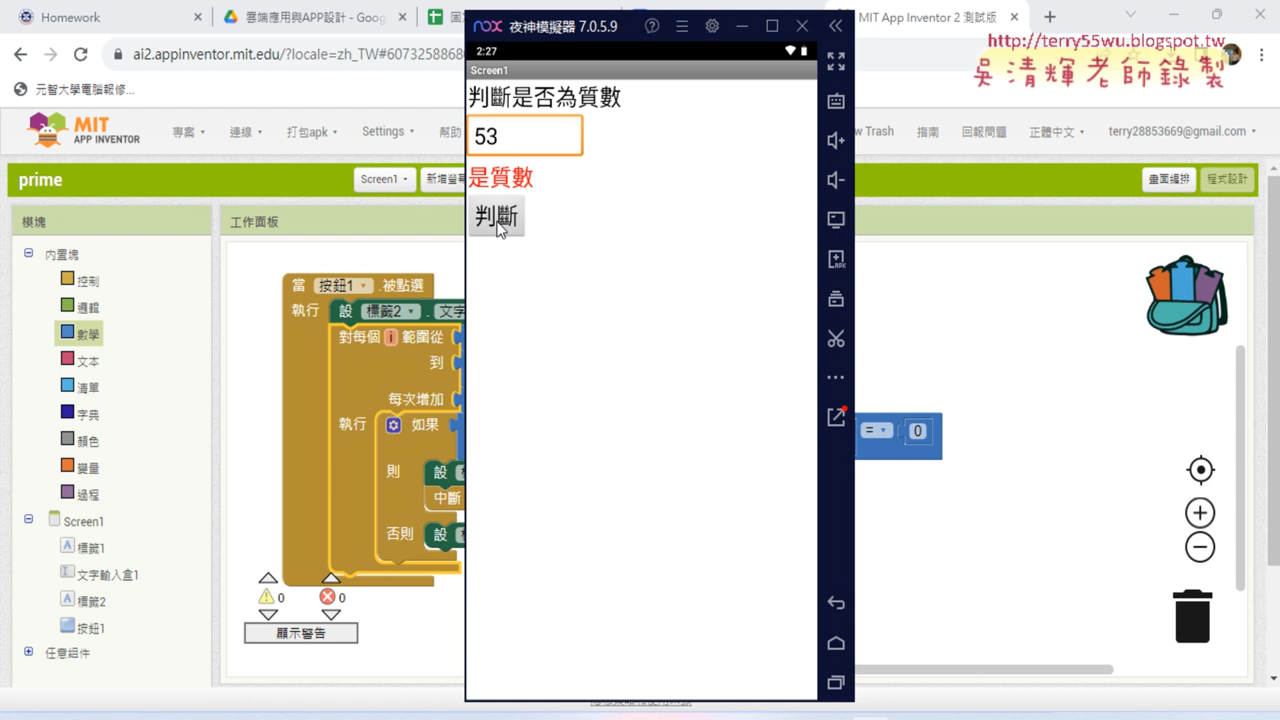 Homework
雲端應用與APP設計 - Goog
MIT App Inventor 2 測試版
ai2.appinventor.mit.edu/?locale=zh_TW#6073258868
http://terry55wu.blogspot.tw
吳清輝老師錄製
元智大學電腦報修...
MIT
APP INVENTOR
專案
連線
打包apk
Settings
幫助
w Trash
指南
回報問題
正體中文
terry28853669@gmail.com
prime
Screen1
新增螢幕
畫面編排
程式設計
模塊
工作面板
內置塊
控制
邏輯
數學
文本
清單
字典
顏色
變量
過程
Screen1
標籤1
文字輸入盒1
標籤2
按鈕1
任意組件
當 按鈕1 .被點選
執行 設 標籤2 . 文字
對每個 i 範圍從
到
每次增加
執行 如果
則 設
中斷
否則 設
= 0
0 0
顯示警告
nox 夜神模擬器 7.0.5.9
2:27
Screen1
判斷是否為質數
53
是質數
判斷
APK